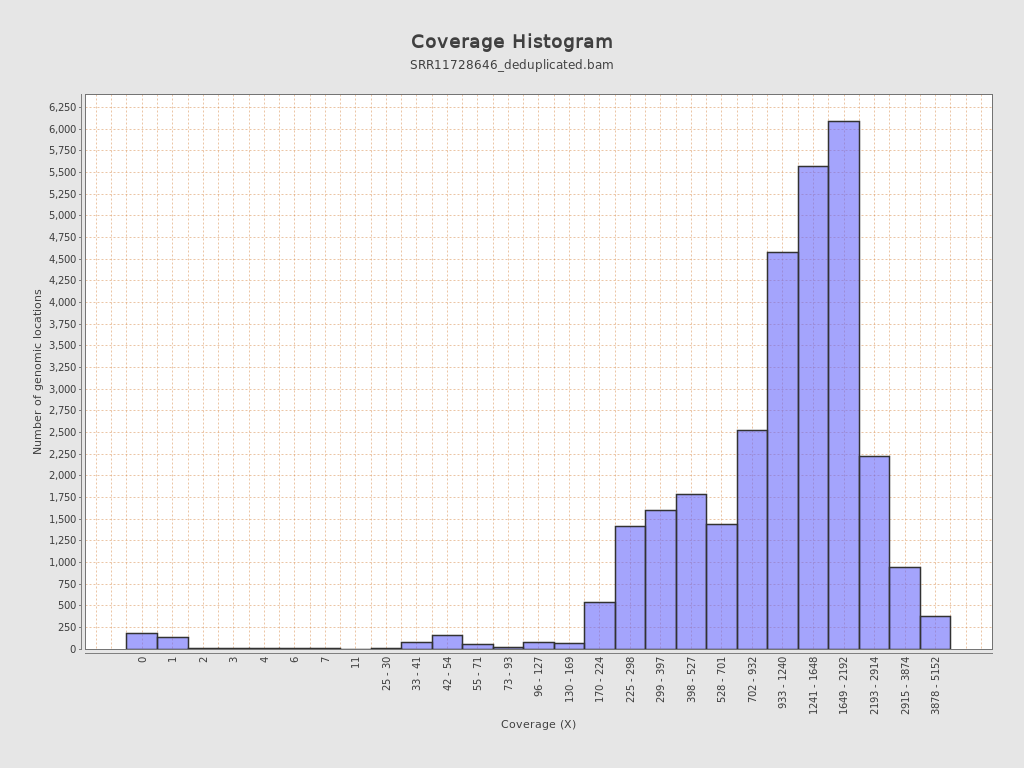 Coverage Histogram
SRR11728646_deduplicated.bam
Number of genomic locations
6,250
6,000
5,750
5,500
5,250
5,000
4,750
4,500
4,250
4,000
3,750
3,500
3,250
3,000
2,750
2,500
2,250
2,000
1,750
1,500
1,250
1,000
750
500
250
0
0
1
2
3
4
6
7
11
25 - 30
33 - 41
42 - 54
55 - 71
73 - 93
96 - 127
130 - 169
170 - 224
225 - 298
299 - 397
398 - 527
528 - 701
702 - 932
933 - 1240
1241 - 1648
1649 - 2192
2193 - 2914
2915 - 3874
3878 - 5152
Coverage (X)